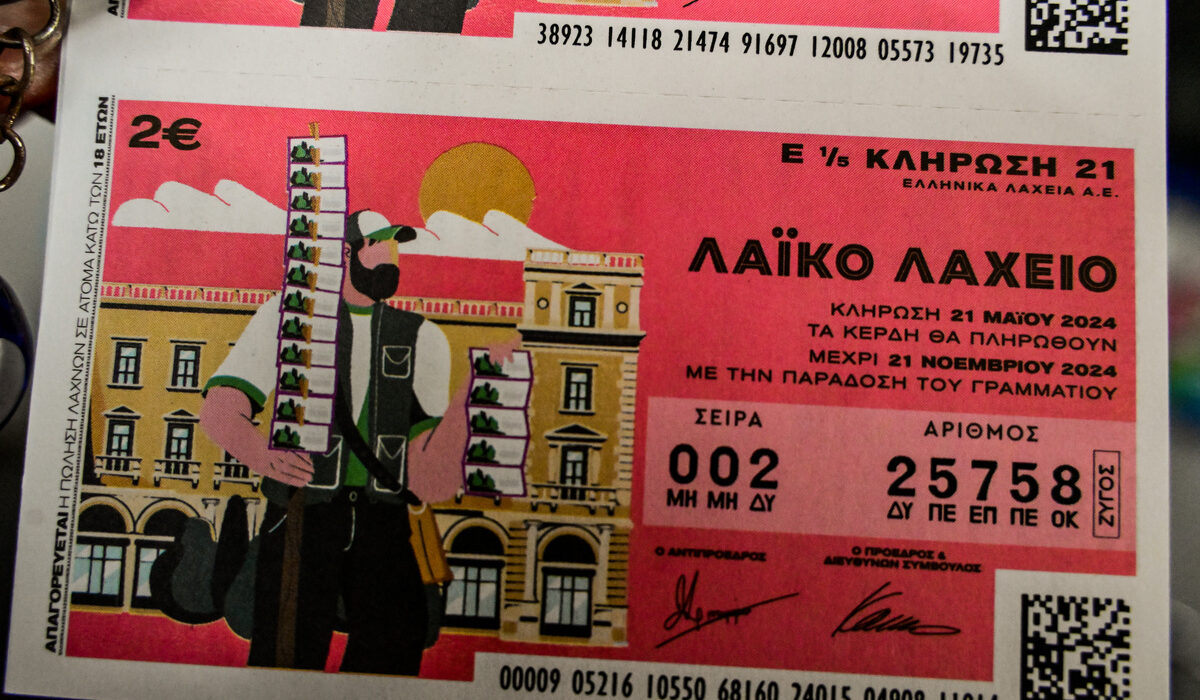 38923 14118 21474 91697 12008 05573 19735
2€
Ε 1/5 ΚΛΗΡΩΣΗ 21
ΕΛΛΗΝΙΚΑ ΛΑΧΕΙΑ Α.Ε.
ΛΑΪΚΟ ΛΑΧΕΙΟ
ΚΛΗΡΩΣΗ 21 ΜΑΪΟΥ 2024
ΤΑ ΚΕΡΔΗ ΘΑ ΠΛΗΡΩΘΟΥΝ
ΜΕΧΡΙ 21 ΝΟΕΜΒΡΙΟΥ 2024
ΜΕ ΤΗΝ ΠΑΡΑΔΟΣΗ ΤΟΥ ΓΡΑΜΜΑΤΙΟΥ
ΣΕΙΡΑ
002
ΜΗ ΜΗ ΔΥ
ΑΡΙΘΜΟΣ
25758
ΔΥ ΠΕ ΕΠ ΠΕ ΟΚ
ΖΥΓΟΣ
Ο ΑΝΤΙΠΡΟΕΔΡΟΣ
Ο ΠΡΟΕΔΡΟΣ &
ΔΙΕΥΘΥΝΩΝ ΣΥΜΒΟΥΛΟΣ
ΑΠΑΓΟΡΕΥΕΤΑΙ Η ΠΩΛΗΣΗ ΛΑΧΝΩΝ ΣΕ ΑΤΟΜΑ ΚΑΤΩ ΤΩΝ 18 ΕΤΩΝ
00009 05216 10550 68160 24015 04908